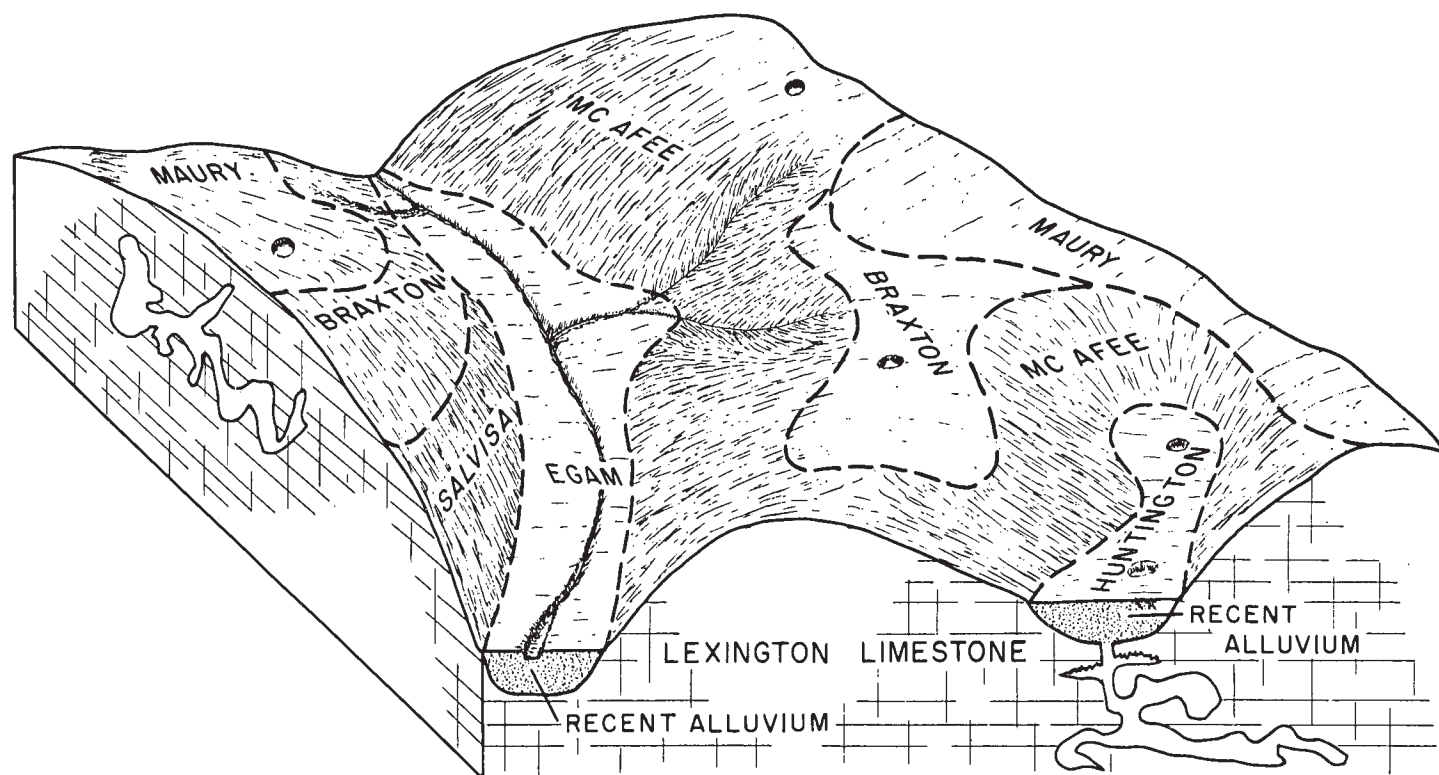 MC AFEE
MAURY
MAURY
BRAXTON
BRAXTON
MC AFEE
SALVISA
EGAM
HUNTINGTON
RECENT
ALLUVIUM
LEXINGTON LIMESTONE
RECENT ALLUVIUM